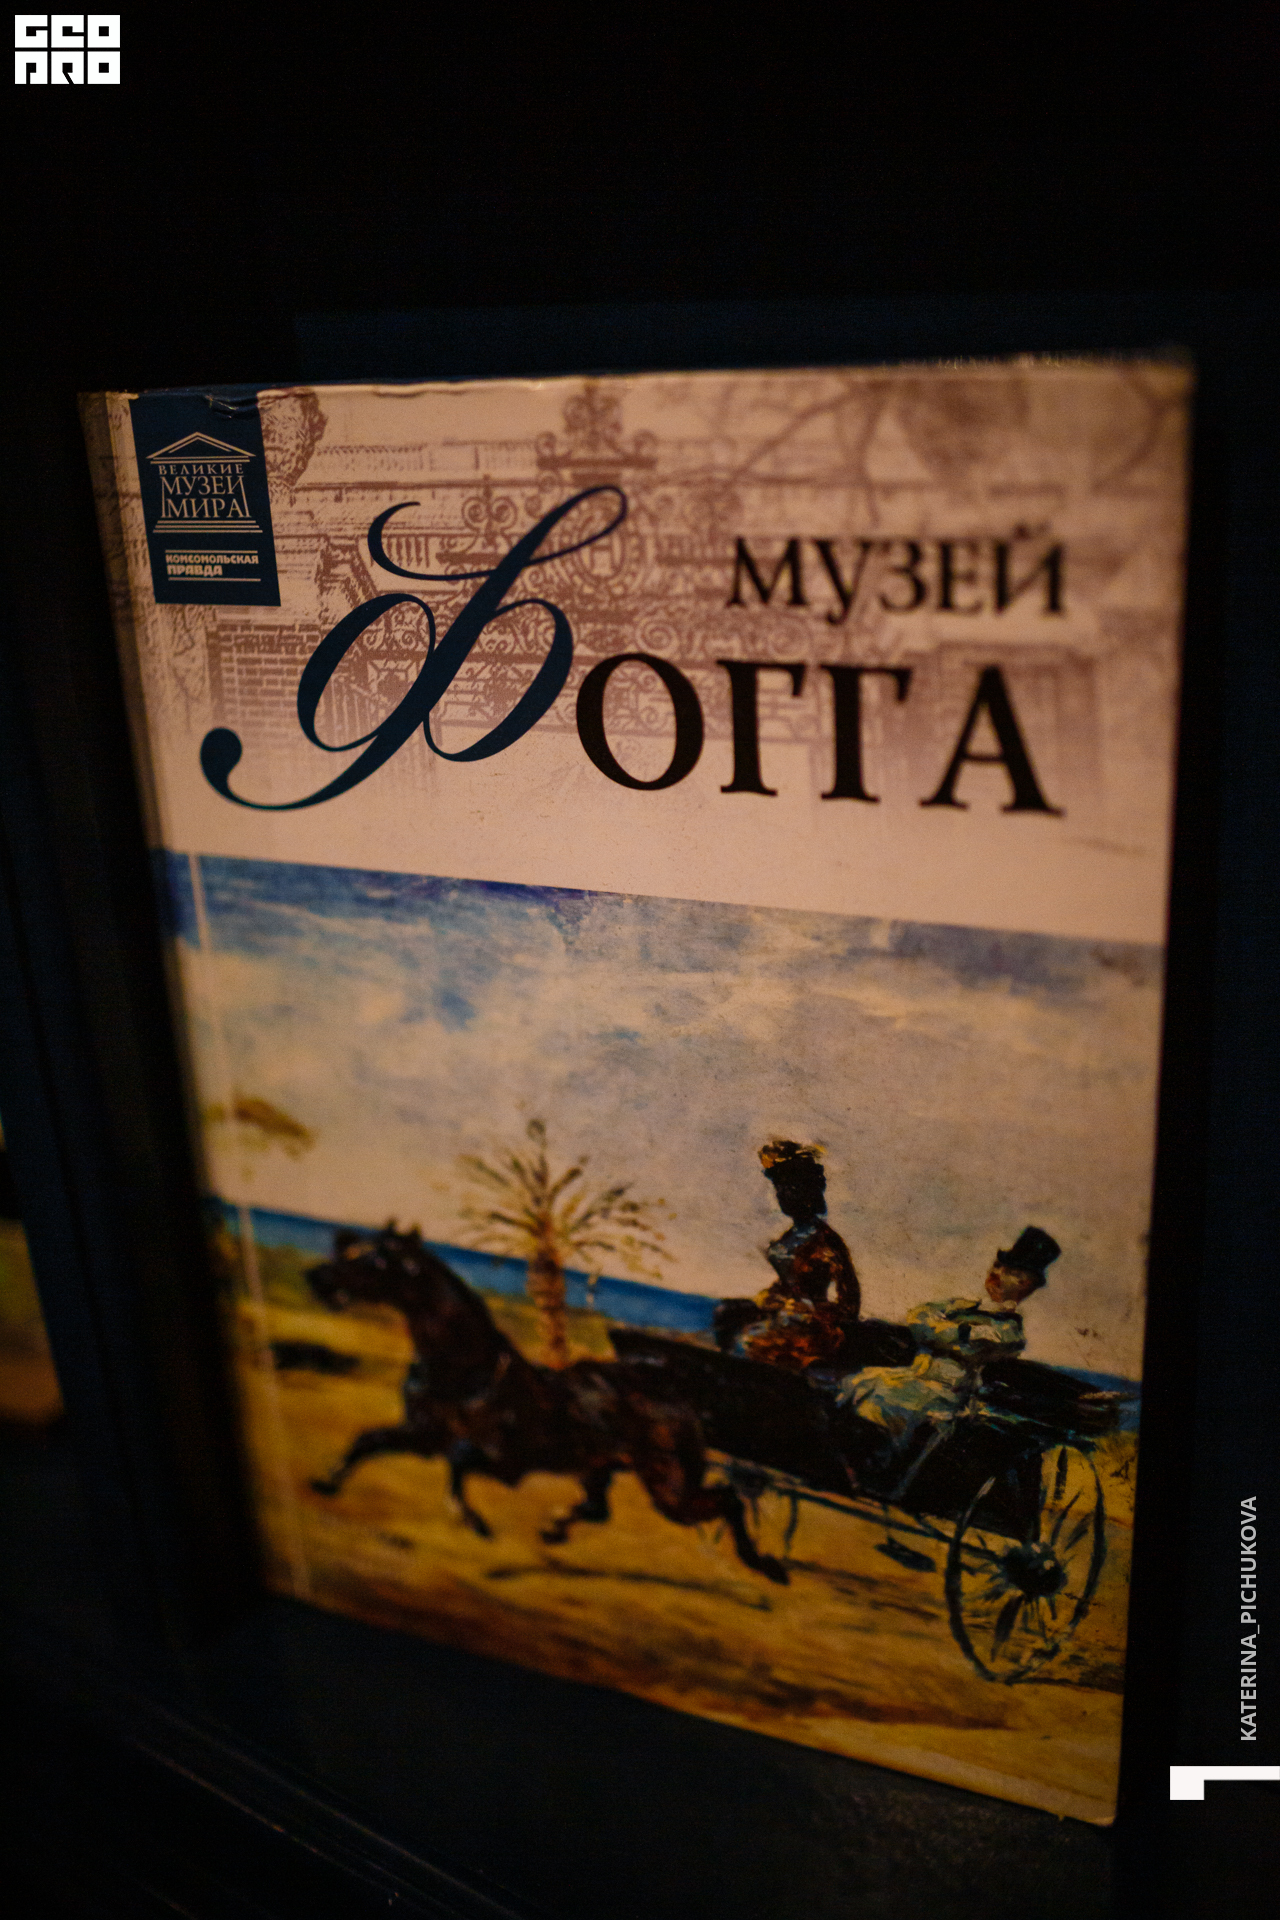 GEO
PRO
ВЕЛИКИЕ
МУЗЕИ
МИРА
КОМСОМОЛЬСКАЯ
ПРАВДА
МУЗЕЙ
ФОГГА
KATERINA_PICHUKOVA